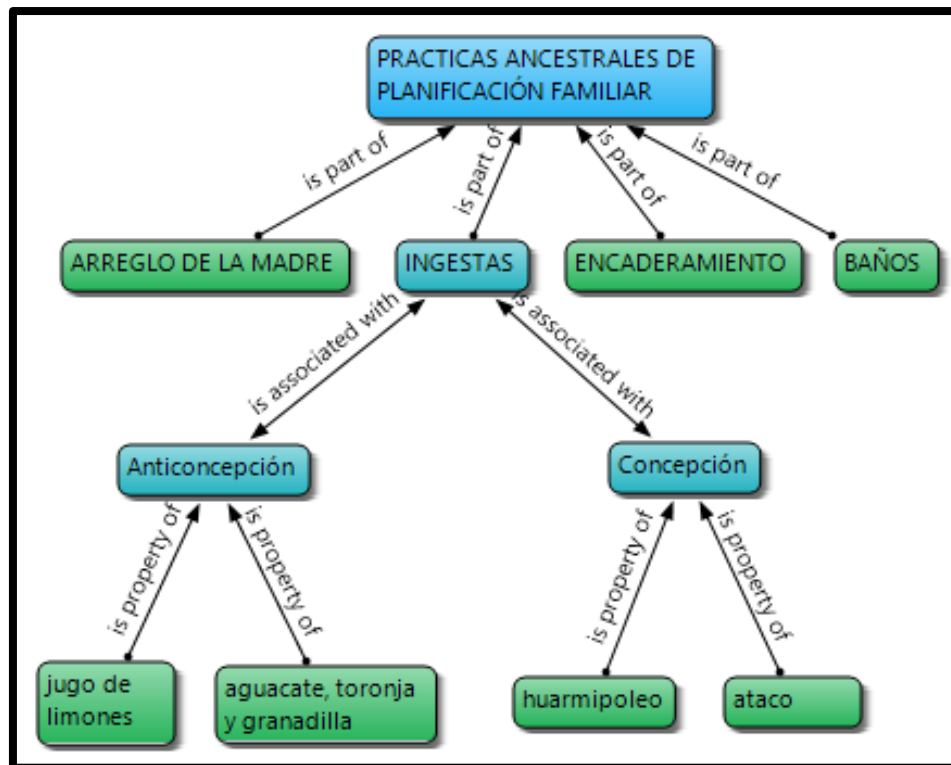 PRACTICAS ANCESTRALES DE
PLANIFICACIÓN FAMILIAR
is part of
is part of
is part of
is part of
ARREGLO DE LA MADRE
INGESTAS
ENCADERAMIENTO
BAÑOS
is associated with
is associated with
Anticoncepción
Concepción
is property of
is property of
is property of
is property of
jugo de
limones
aguacate, toronja
y granadilla
huarmipoleo
ataco